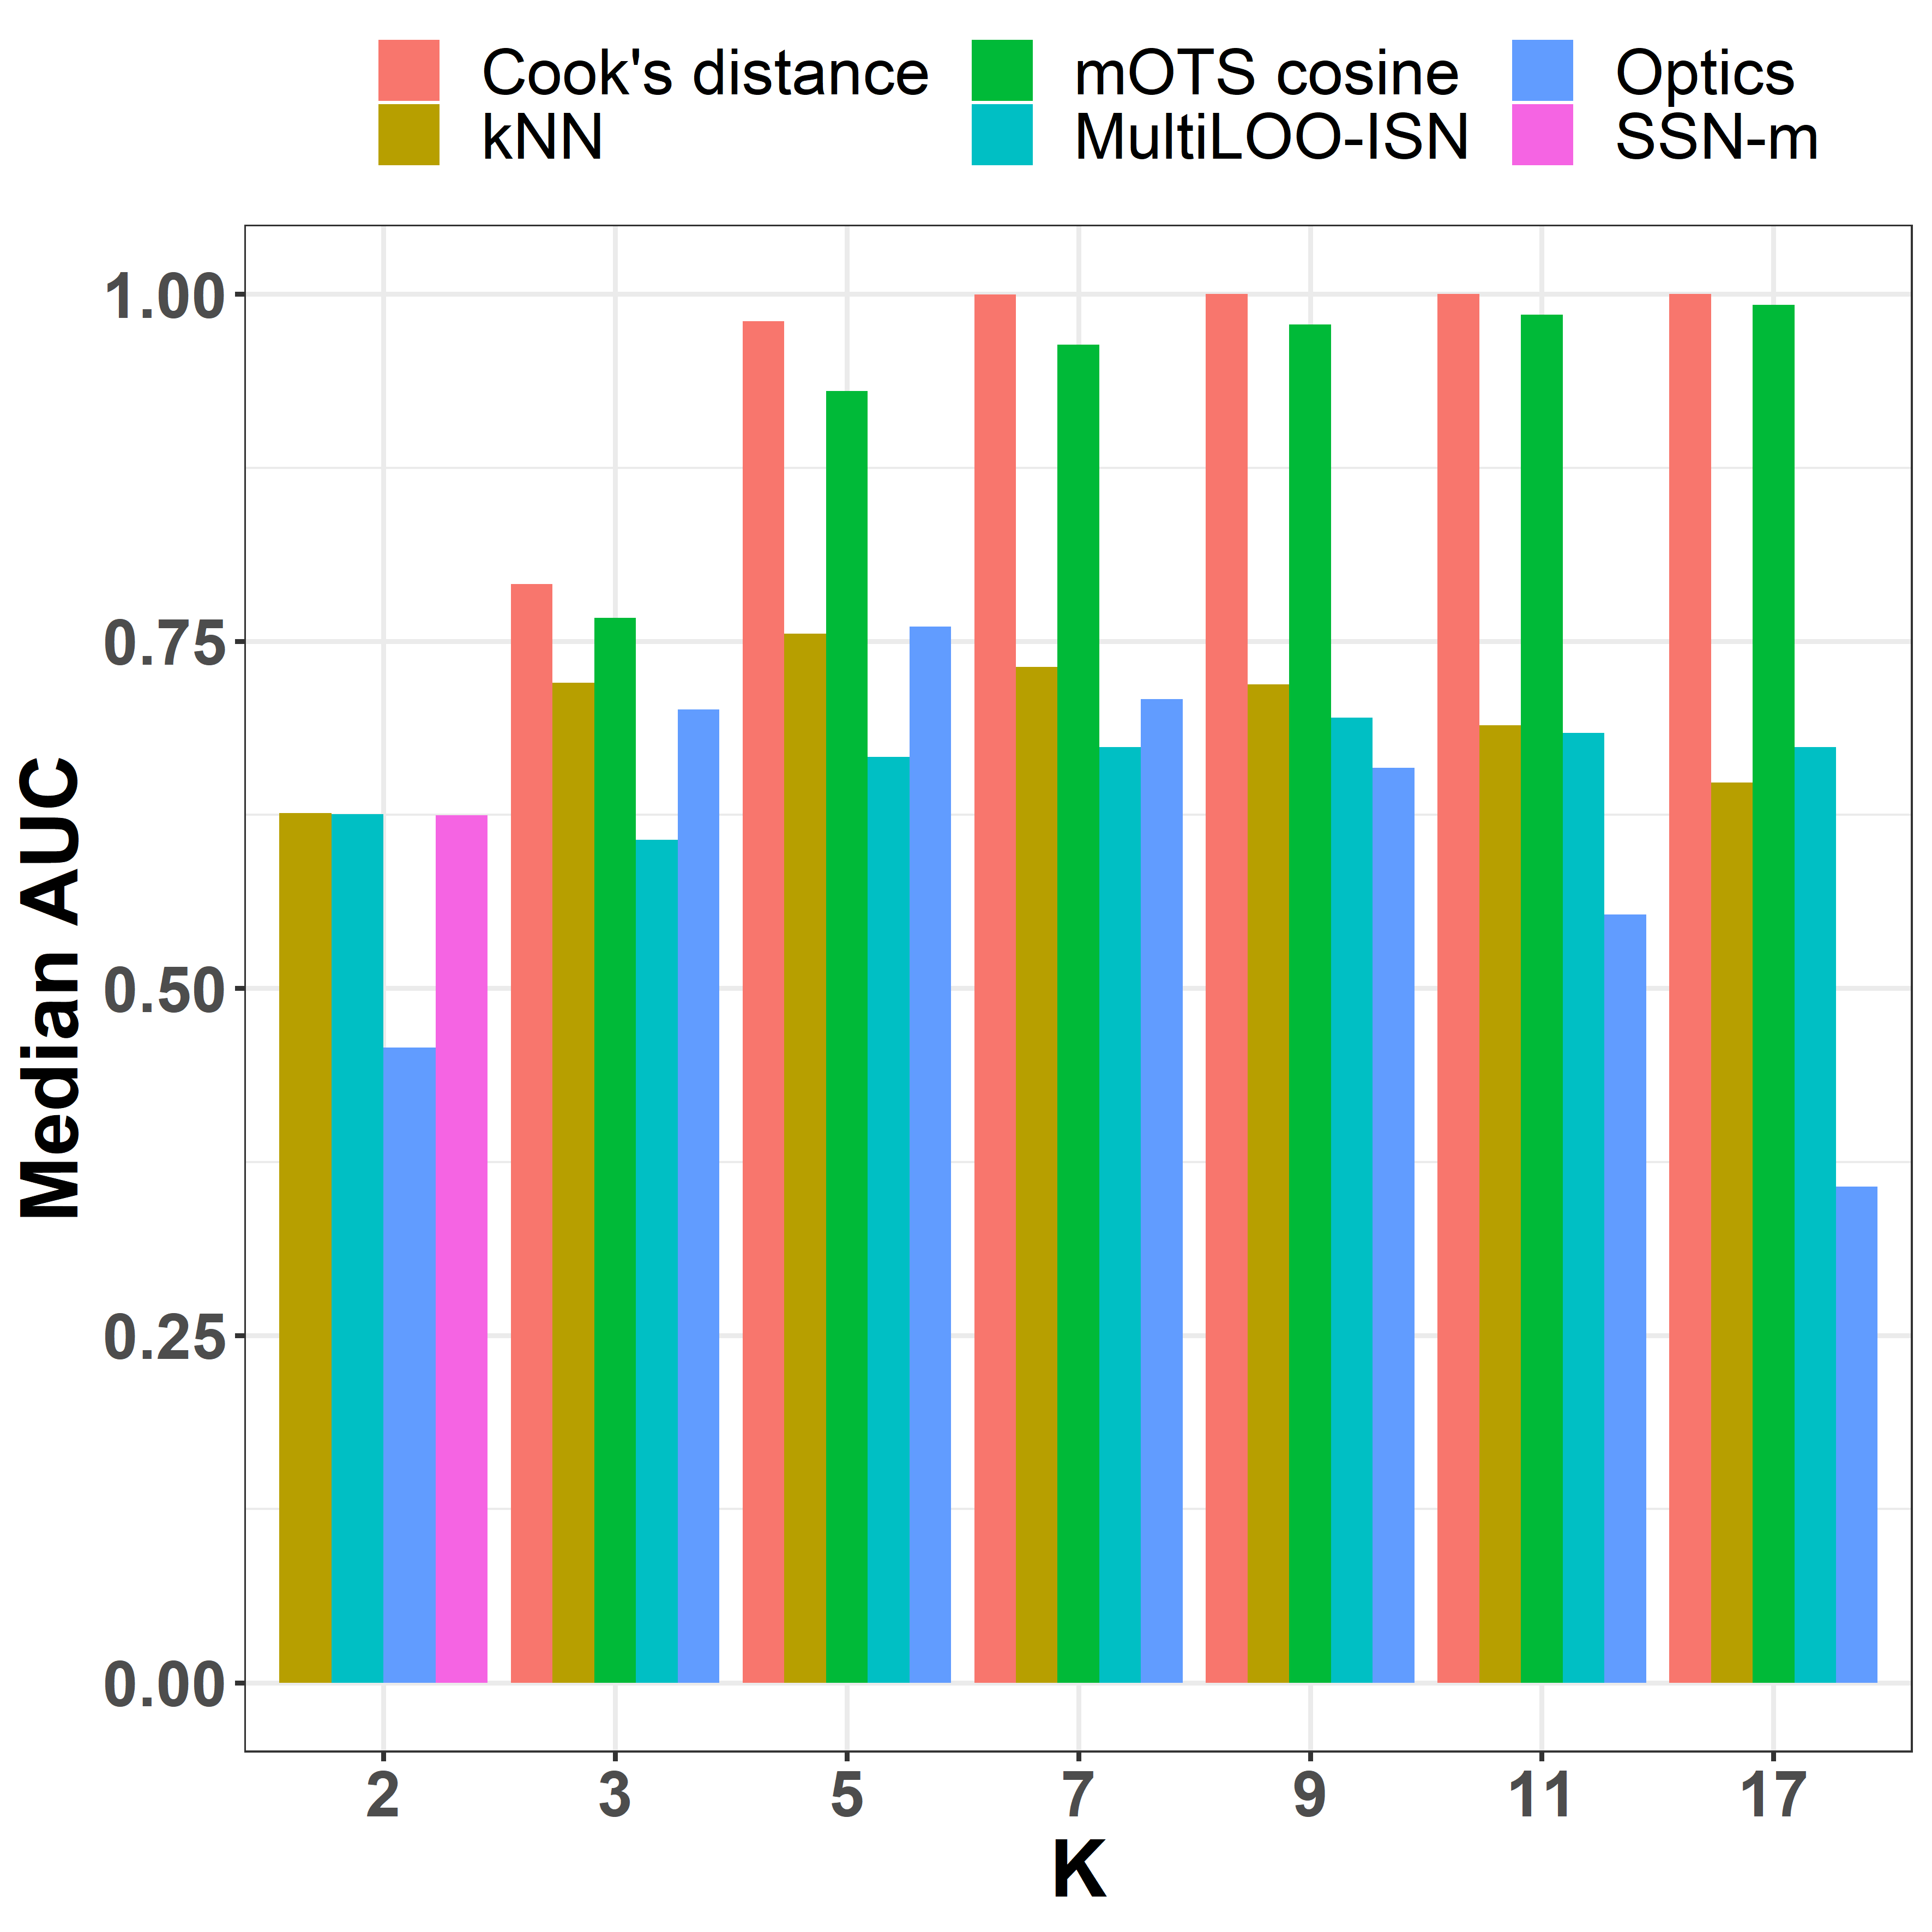 Cook's distance mOTS cosine Optics
kNN MultiLOO-ISN SSN-m
1.00
0.75
0.50
0.25
0.00
Median AUC
2 3 5 7 9 11 17
K